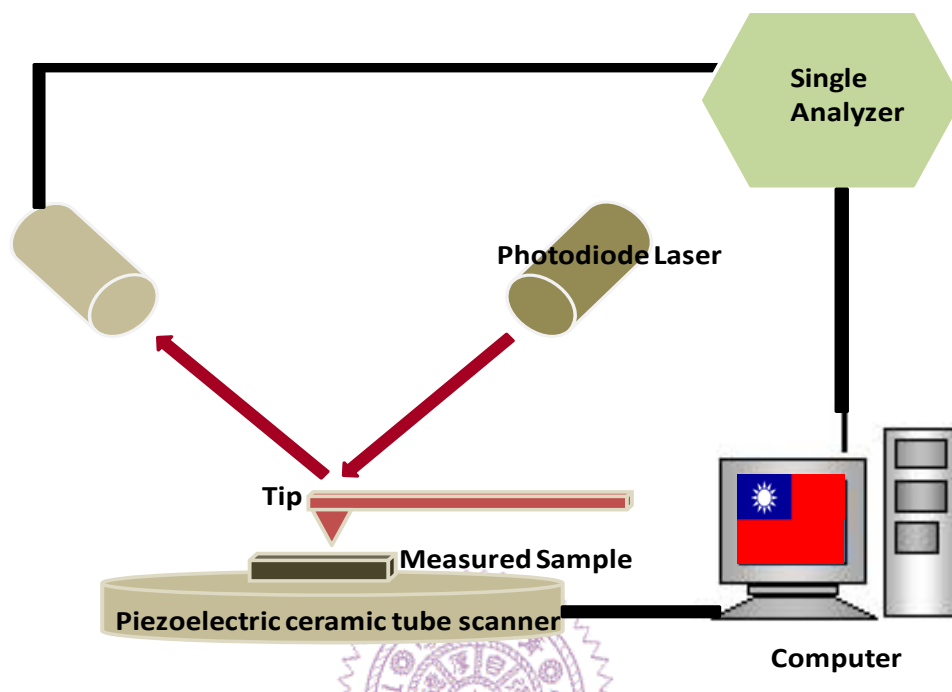 Single
Analyzer
Photodiode Laser
Tip
Measured Sample
Piezoelectric ceramic tube scanner
Computer